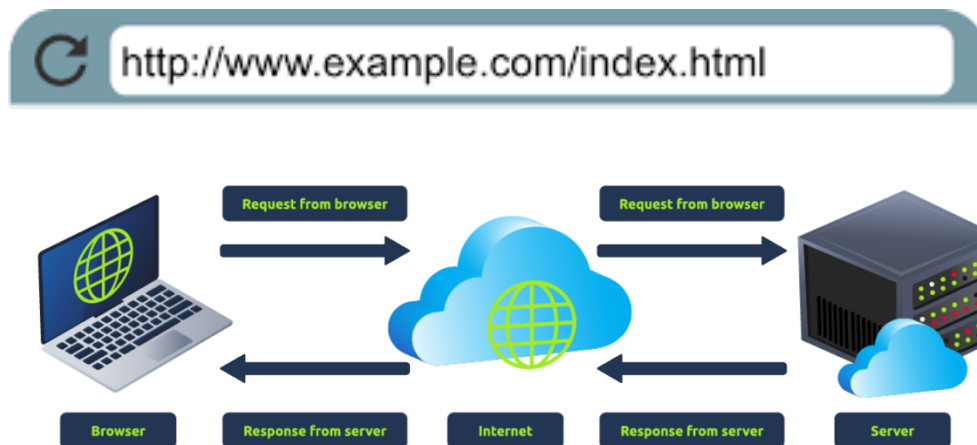 http://www.example.com/index.html
Request from browser
Request from browser
Browser
Response from server
Internet
Response from server
Server